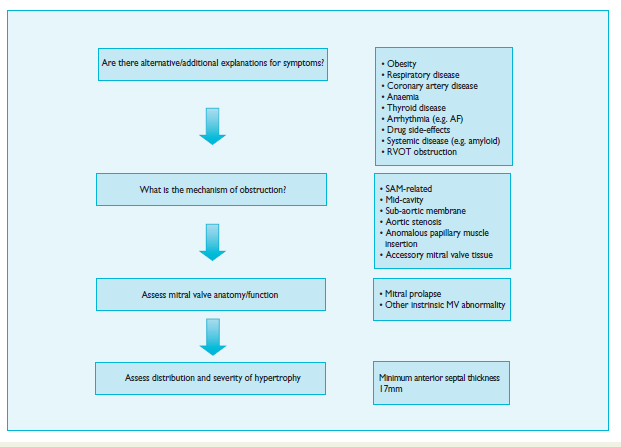 Are there alternative/additional explanations for symptoms?
• Obesity
• Respiratory disease
• Coronary artery disease
• Anaemia
• Thyroid disease
• Arrhythmia (e.g. AF)
• Drug side-effects
• Systemic disease (e.g. amyloid)
• RVOT obstruction
What is the mechanism of obstruction?
• SAM-related
• Mid-cavity
• Sub-aortic membrane
• Aortic stenosis
• Anomalous papillary muscle
insertion
• Accessory mitral valve tissue
Assess mitral valve anatomy/function
• Mitral prolapse
• Other instrinsic MV abnormality
Assess distribution and severity of hypertrophy
Minimum anterior septal thickness
17mm